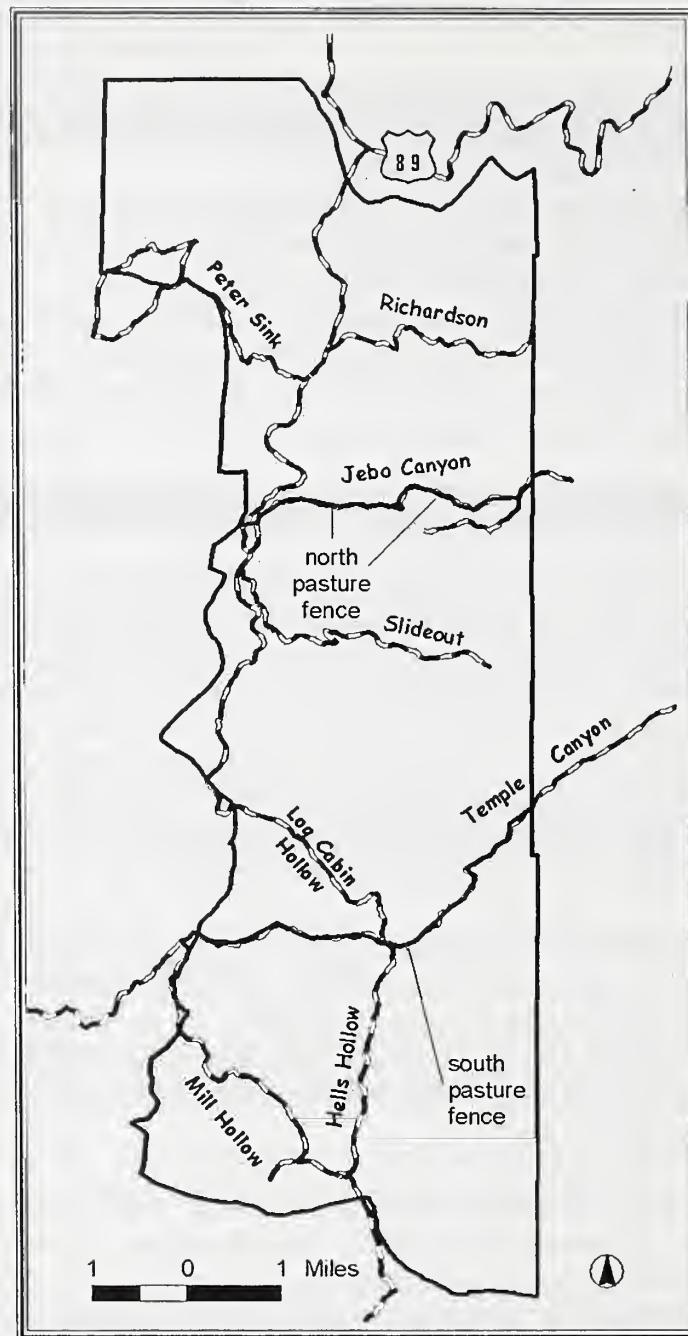 89
Peter Sink
Richardson
Jebo Canyon
north
pasture
fence
Slideout
Temple Canyon
Log Cabin
Hollow
Hells Hollow
south
pasture
fence
Mill Hollow
1 0 1 Miles